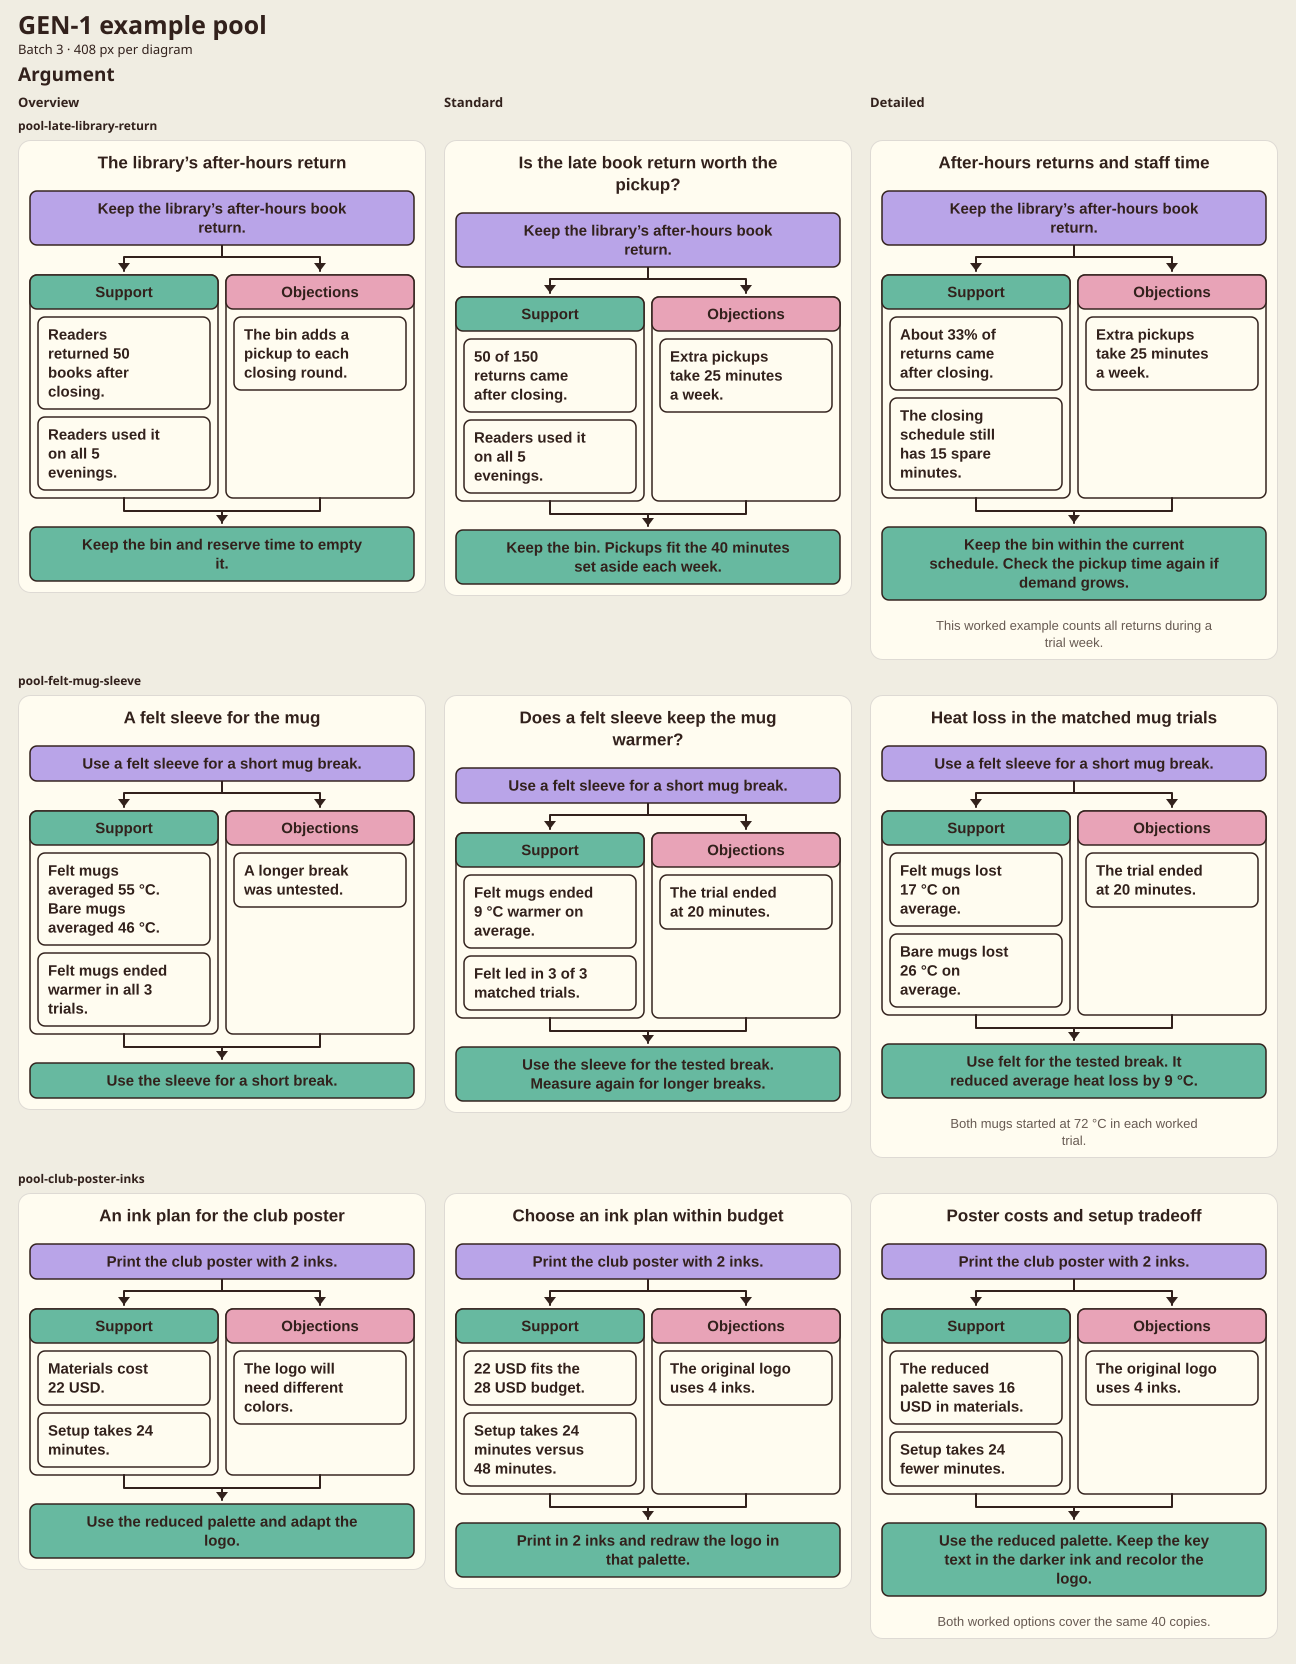 GEN-1 example pool
Batch 3 · 408 px per diagram
Argument
Overview
Standard
Detailed
pool-late-library-return
The library’s after-hours return
Keep the library’s after-hours book
return.
Support
Objections
Readers
returned 50
books after
closing.
Readers used it
on all 5
evenings.
The bin adds a
pickup to each
closing round.
Keep the bin and reserve time to empty
it.
Is the late book return worth the
pickup?
Keep the library’s after-hours book
return.
Support
Objections
50 of 150
returns came
after closing.
Readers used it
on all 5
evenings.
Extra pickups
take 25 minutes
a week.
Keep the bin. Pickups fit the 40 minutes
set aside each week.
After-hours returns and staff time
Keep the library’s after-hours book
return.
Support
Objections
About 33% of
returns came
after closing.
The closing
schedule still
has 15 spare
minutes.
Extra pickups
take 25 minutes
a week.
Keep the bin within the current
schedule. Check the pickup time again if
demand grows.
This worked example counts all returns during a
trial week.
pool-felt-mug-sleeve
A felt sleeve for the mug
Use a felt sleeve for a short mug break.
Support
Objections
Felt mugs
averaged 55 °C.
Bare mugs
averaged 46 °C.
Felt mugs ended
warmer in all 3
trials.
A longer break
was untested.
Use the sleeve for a short break.
Does a felt sleeve keep the mug
warmer?
Use a felt sleeve for a short mug break.
Support
Objections
Felt mugs ended
9 °C warmer on
average.
Felt led in 3 of 3
matched trials.
The trial ended
at 20 minutes.
Use the sleeve for the tested break.
Measure again for longer breaks.
Heat loss in the matched mug trials
Use a felt sleeve for a short mug break.
Support
Objections
Felt mugs lost
17 °C on
average.
Bare mugs lost
26 °C on
average.
The trial ended
at 20 minutes.
Use felt for the tested break. It
reduced average heat loss by 9 °C.
Both mugs started at 72 °C in each worked
trial.
pool-club-poster-inks
An ink plan for the club poster
Print the club poster with 2 inks.
Support
Objections
Materials cost
22 USD.
Setup takes 24
minutes.
The logo will
need different
colors.
Use the reduced palette and adapt the
logo.
Choose an ink plan within budget
Print the club poster with 2 inks.
Support
Objections
22 USD fits the
28 USD budget.
Setup takes 24
minutes versus
48 minutes.
The original logo
uses 4 inks.
Print in 2 inks and redraw the logo in
that palette.
Poster costs and setup tradeoff
Print the club poster with 2 inks.
Support
Objections
The reduced
palette saves 16
USD in materials.
Setup takes 24
fewer minutes.
The original logo
uses 4 inks.
Use the reduced palette. Keep the key
text in the darker ink and recolor the
logo.
Both worked options cover the same 40 copies.